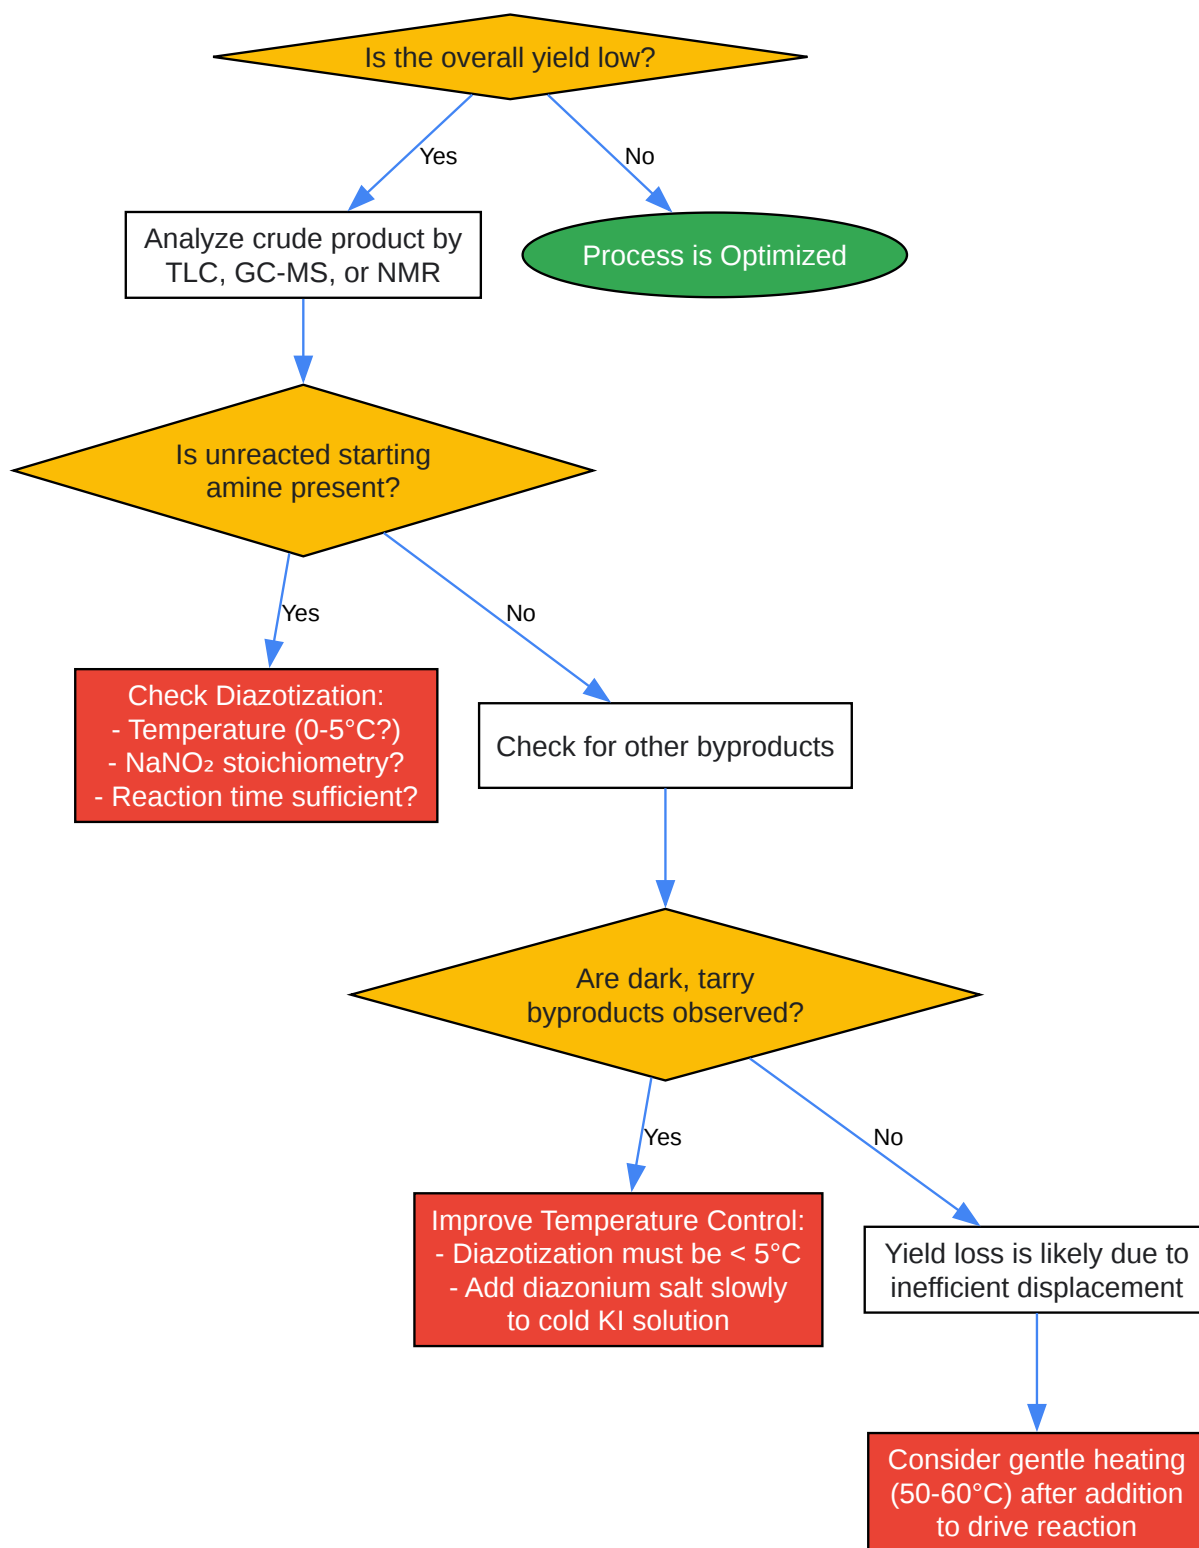 Is the overall yield low?
Yes
No
Analyze crude product by
TLC, GC-MS, or NMR
Process is Optimized
Is unreacted starting
amine present?
Yes
No
Check Diazotization:
- Temperature (0-5°C?)
- NaNO₂ stoichiometry?
- Reaction time sufficient?
Check for other byproducts
Are dark, tarry
byproducts observed?
Yes
No
Improve Temperature Control:
- Diazotization must be < 5°C
- Add diazonium salt slowly
to cold KI solution
Yield loss is likely due to
inefficient displacement
Consider gentle heating
(50-60°C) after addition
to drive reaction